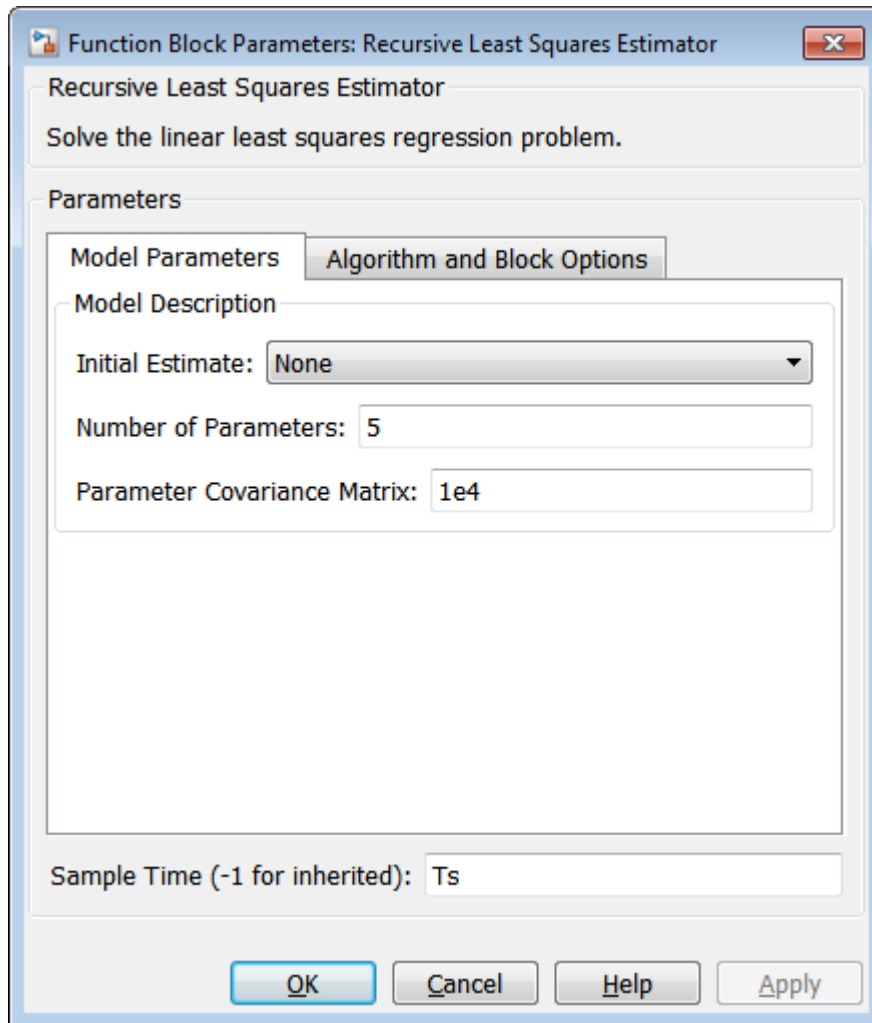 Function Block Parameters: Recursive Least Squares Estimator
Recursive Least Squares Estimator
Solve the linear least squares regression problem.
Parameters
Model Parameters
Algorithm and Block Options
Model Description
Initial Estimate: None
Number of Parameters: 5
Parameter Covariance Matrix: 1e4
Sample Time (-1 for inherited): Ts
OK Cancel Help Apply